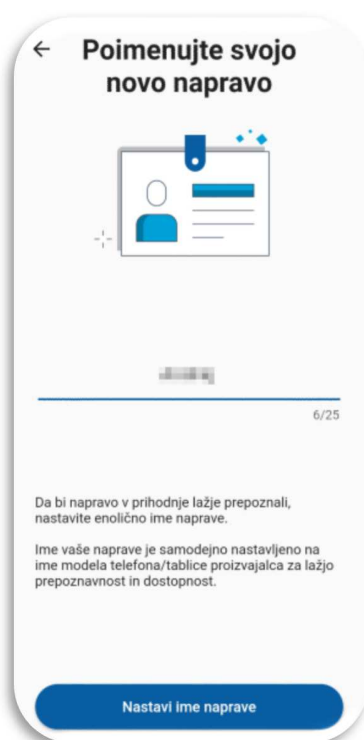 Poimenujte svojo
novo napravo
6/25
Da bi napravo v prihodnje lažje prepoznali,
nastavite enolično ime naprave.
Ime vaše naprave je samodejno nastavljeno na
ime modela telefona/tablice proizvajalca za lažjo
prepoznavnost in dostopnost.
Nastavi ime naprave